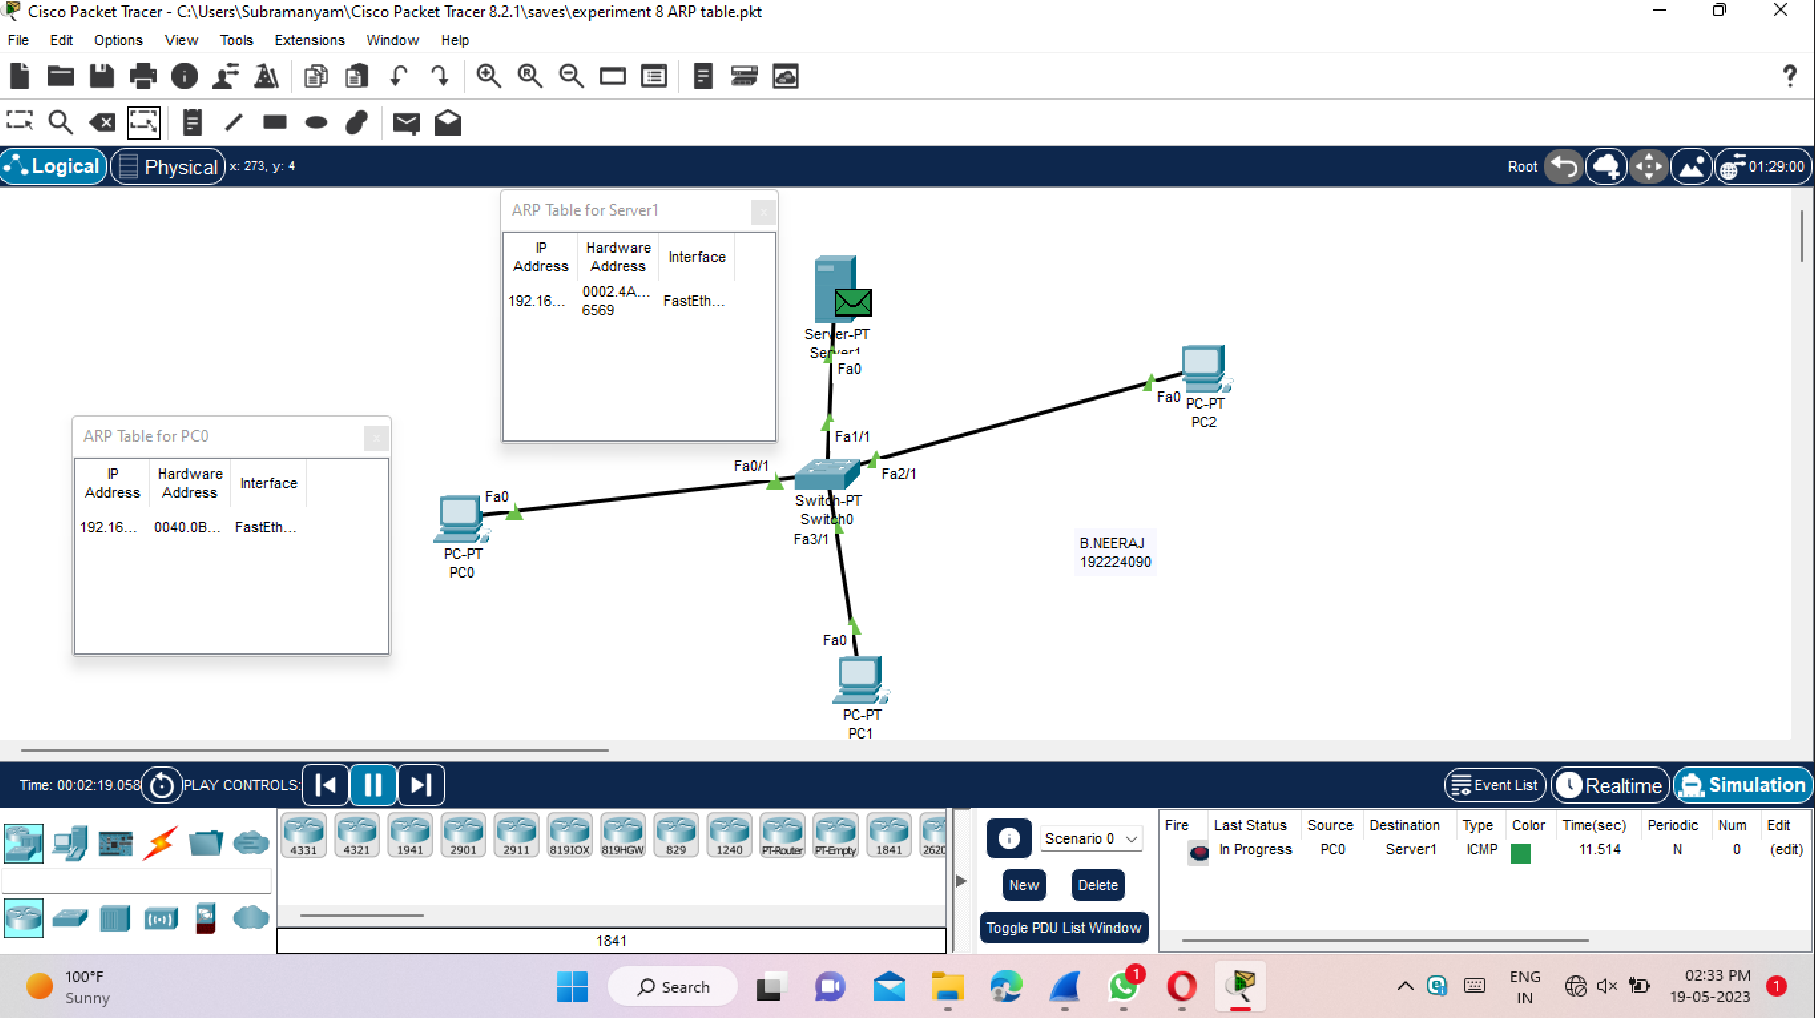 Cisco Packet Tracer - C:\Users\Subramanyam\Cisco Packet Tracer 8.2.1\saves\experiment 8 ARP table.pkt
File Edit Options View Tools Extensions Window Help
Logical Physical x: 273, y: 4 Root 01:29:00
ARP Table for Server1
IP Address Hardware Address Interface
192.16... 0002.4A... 6569 FastEth...
Server-PT
Server1
Fa0
Fa0
PC-PT
PC2
ARP Table for PC0
IP Address Hardware Address Interface
192.16... 0040.0B... FastEth...
Fa1/1
Fa0/1
Fa2/1
Fa0
Switch-PT
Switch0
Fa3/1
PC-PT
PC0
B.NEERAJ
192224090
Fa0
PC-PT
PC1
Time: 00:02:19.058 PLAY CONTROLS: Event List Realtime Simulation
4331 4321 1941 2901 2911 819IOX 819HGW 829 1240 PT-Router PT-Empty 1841 2620
1841
Scenario 0
New Delete
Toggle PDU List Window
Fire Last Status Source Destination Type Color Time(sec) Periodic Num Edit
In Progress PC0 Server1 ICMP 11.514 N 0 (edit)
100°F
Sunny
Search
1
ENG
IN
02:33 PM
19-05-2023
1